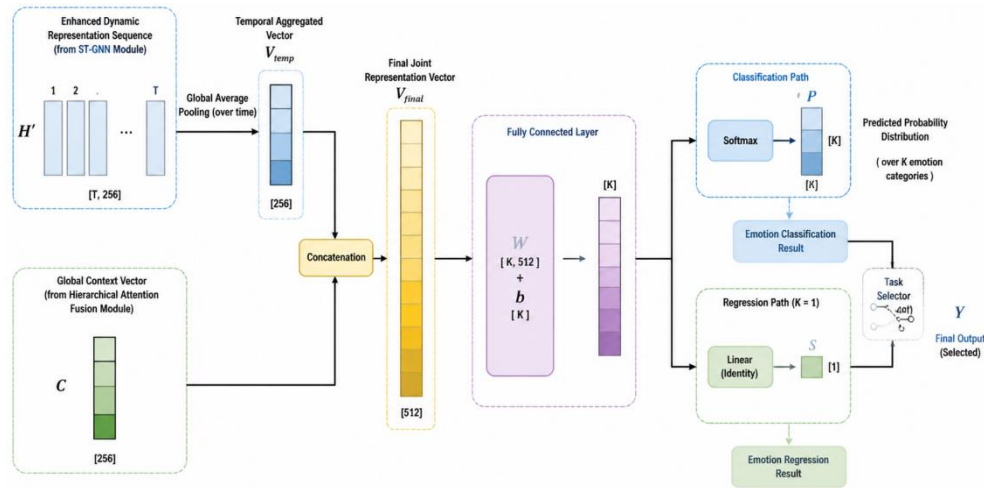 Enhanced Dynamic
Representation Sequence
(from ST-GNN Module)
1 2 . T
H′
...
[T, 256]
Global Average
Pooling (over time)
Temporal Aggregated
Vector
V_temp
[256]
Global Context Vector
(from Hierarchical Attention
Fusion Module)
C
[256]
Concatenation
Final Joint
Representation Vector
V_final
[512]
Fully Connected Layer
W
[ K, 512 ]
+
b
[ K ]
[K]
Classification Path
Softmax
P
[K]
[K]
Predicted Probability
Distribution
( over K emotion
categories )
Emotion Classification
Result
Regression Path (K = 1)
Linear
(Identity)
S
[1]
Emotion Regression
Result
Task
Selector
Y
Final Output
(Selected)